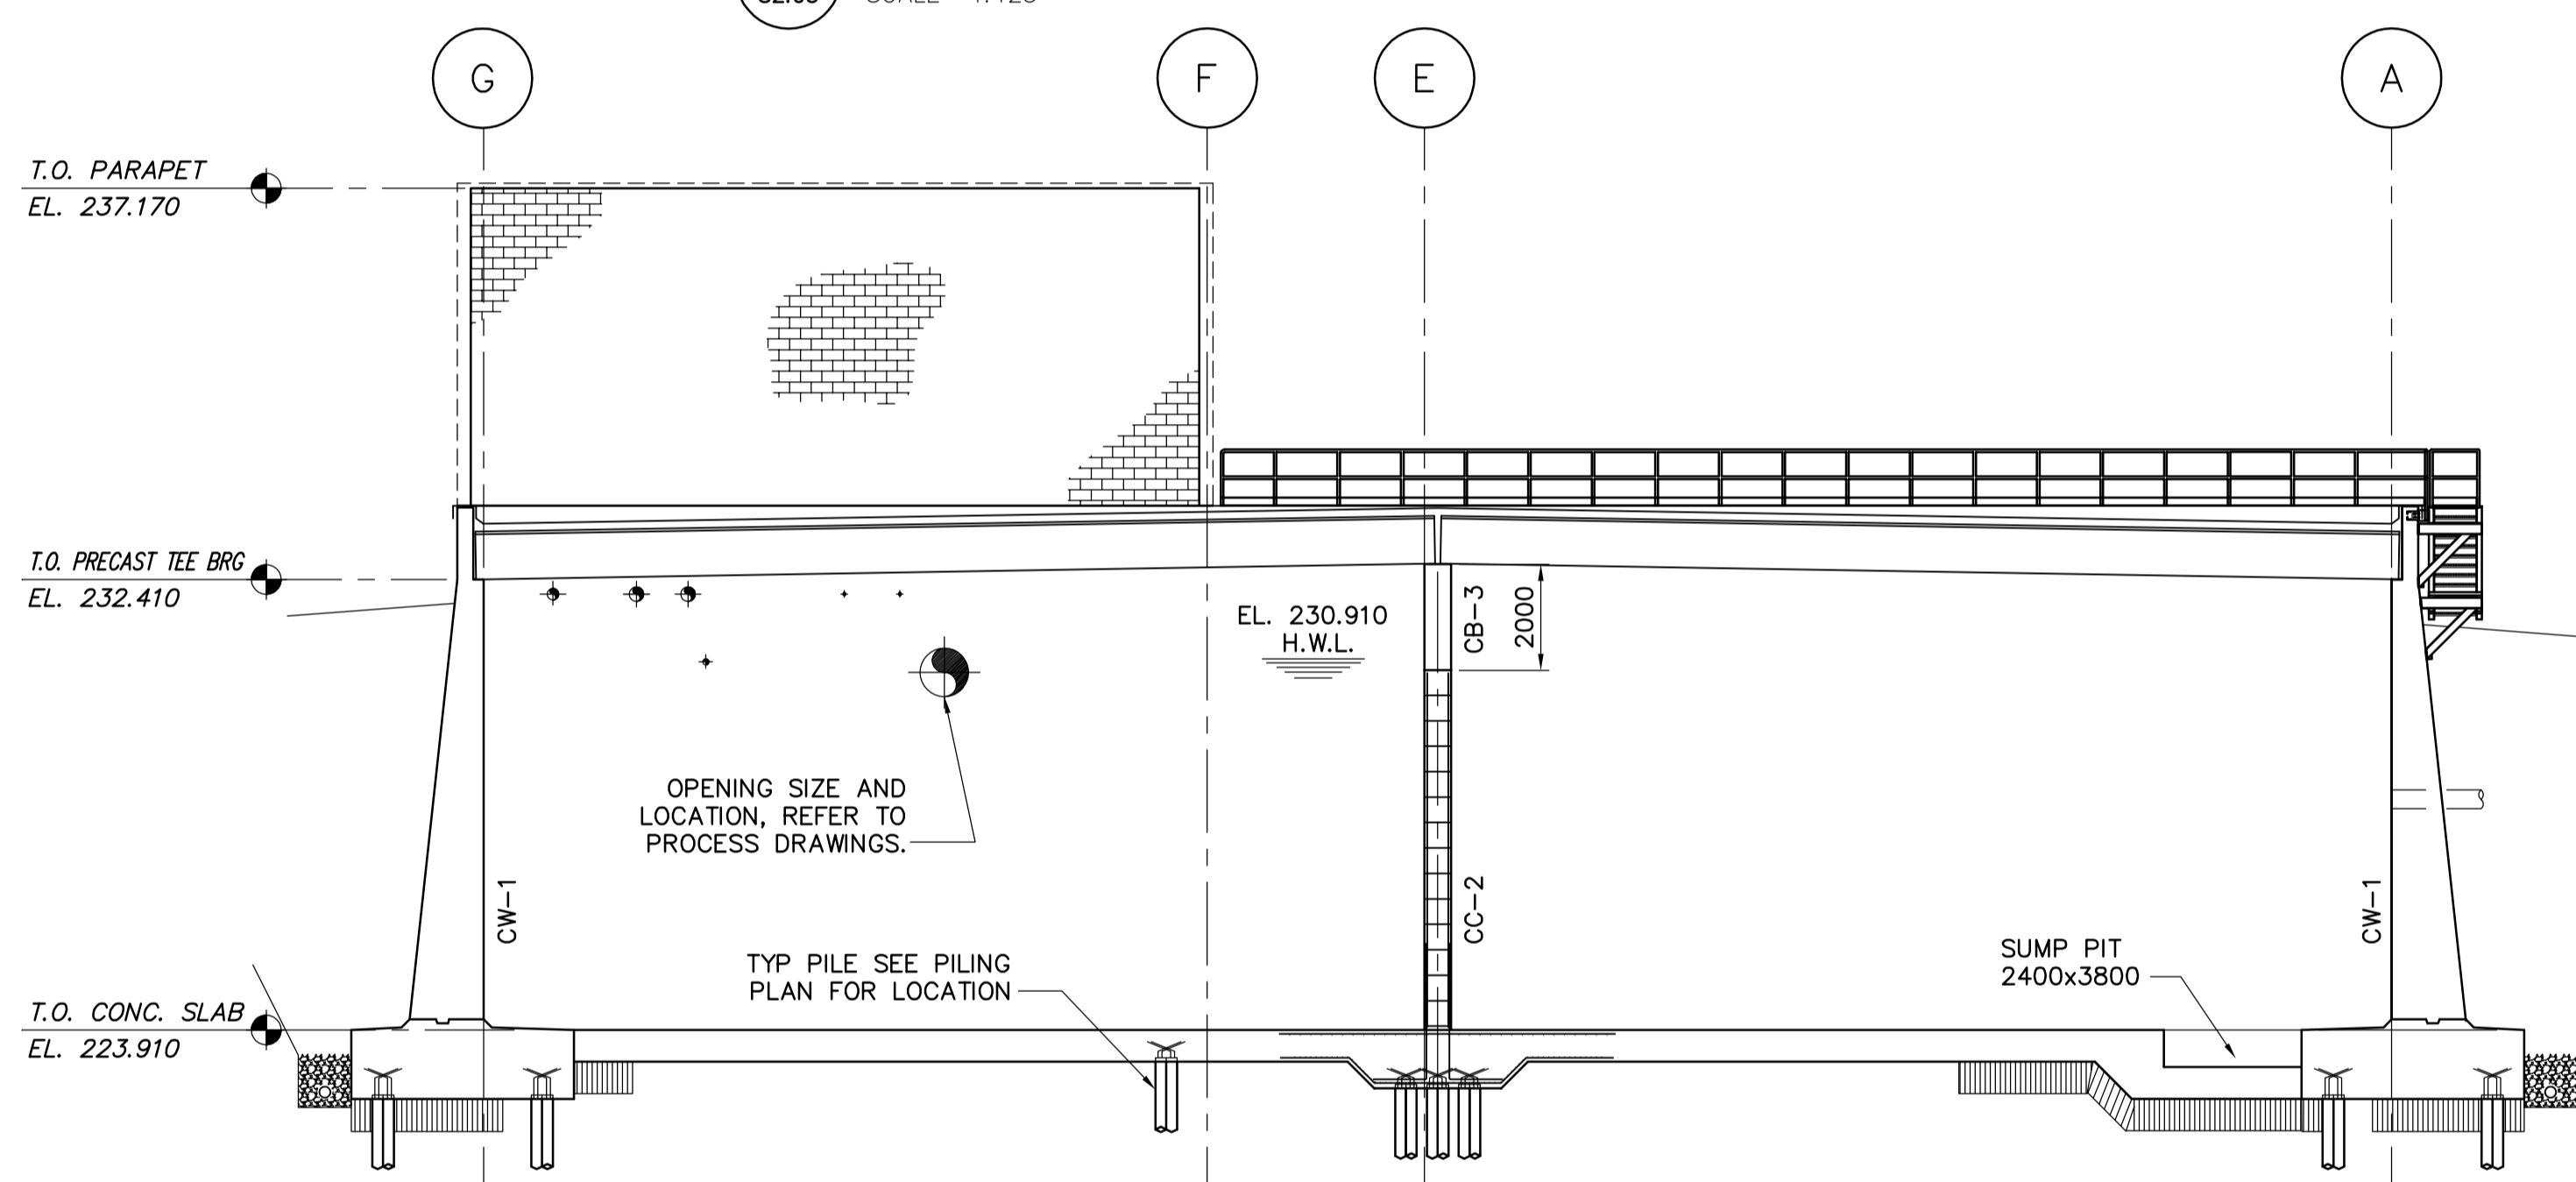 G
F
E
A
T.O. PARAPET
EL. 237.170
T.O. PRECAST TEE BRG
EL. 232.410
EL. 230.910
H.W.L.
CB-3
2000
OPENING SIZE AND
LOCATION, REFER TO
PROCESS DRAWINGS.
CW-1
CC-2
CW-1
TYP PILE SEE PILING
PLAN FOR LOCATION
SUMP PIT
2400x3800
T.O. CONC. SLAB
EL. 223.910